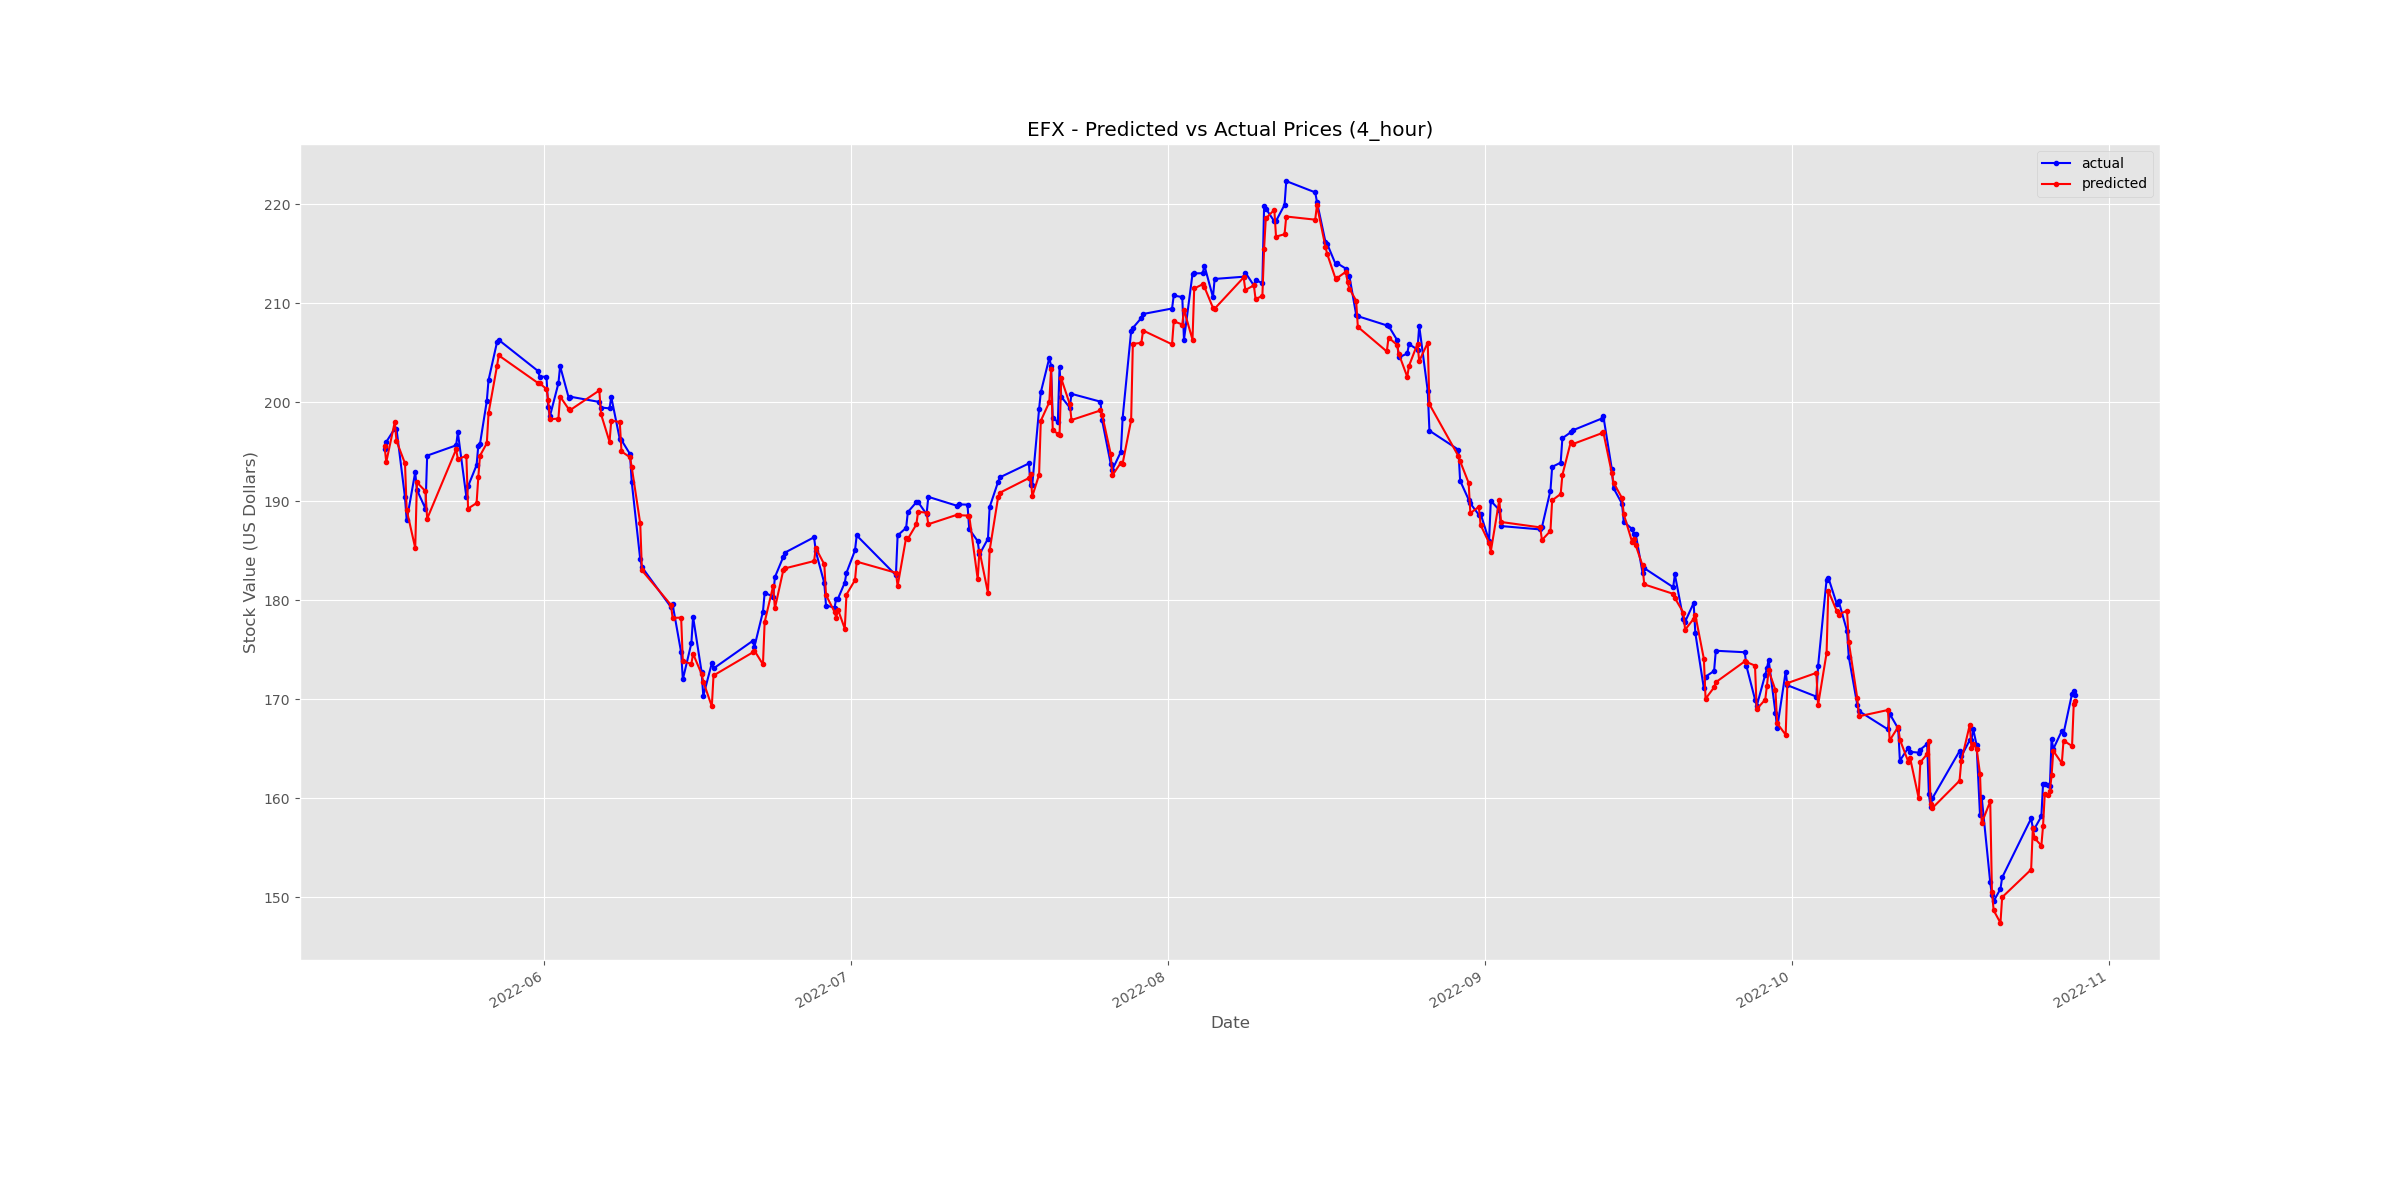 EFX - Predicted vs Actual Prices (4_hour)
actual
predicted
Stock Value (US Dollars)
220
210
200
190
180
170
160
150
2022-06
2022-07
2022-08
2022-09
2022-10
2022-11
Date